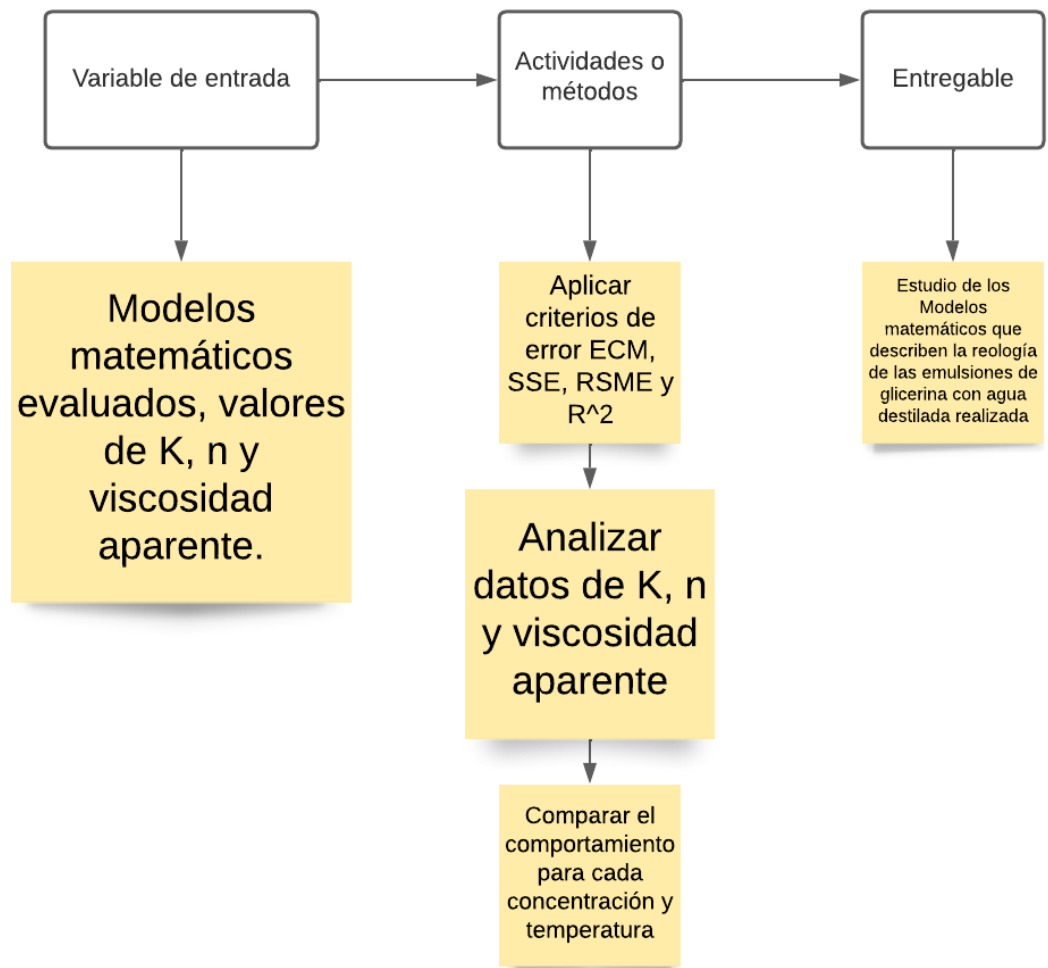 Variable de entrada
Actividades o
métodos
Entregable
Modelos
matemáticos
evaluados, valores
de K, n y
viscosidad
aparente.
Aplicar
criterios de
error ECM,
SSE, RSME y
R^2
Analizar
datos de K, n
y viscosidad
aparente
Comparar el
comportamiento
para cada
concentración y
temperatura
Estudio de los
Modelos
matemáticos que
describen la reología
de las emulsiones de
glicerina con agua
destilada realizada